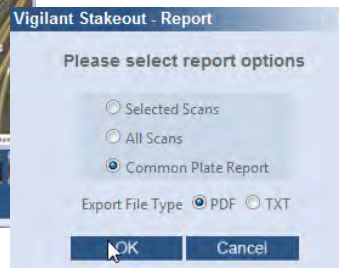 Vigilant Stakeout - Report
Please select report options
Selected Scans
All Scans
Common Plate Report
Export File Type PDF TXT
OK Cancel